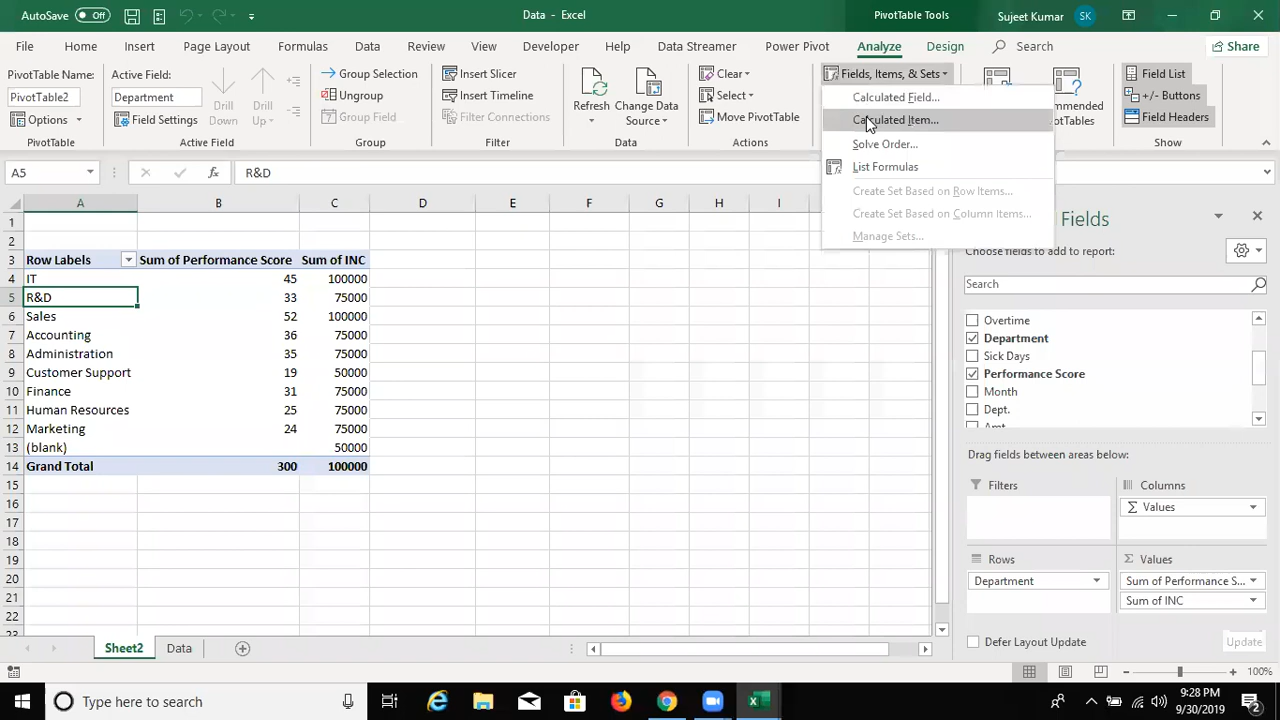 AutoSave Off
Data - Excel
PivotTable Tools
Sujeet Kumar
SK
File Home Insert Page Layout Formulas Data Review View Developer Help Data Streamer Power Pivot Analyze Design Search Share
PivotTable Name:
PivotTable2
Options
PivotTable
Active Field:
Department
Field Settings
Drill Down
Drill Up
Active Field
Group Selection
Ungroup
Group Field
Group
Insert Slicer
Insert Timeline
Filter Connections
Filter
Refresh
Change Data Source
Data
Clear
Select
Move PivotTable
Actions
Fields, Items, & Sets
Calculated Field...
Calculated Item...
Solve Order...
List Formulas
Create Set Based on Row Items...
Create Set Based on Column Items...
Manage Sets...
Field List
+/- Buttons
Field Headers
Show
A5
fx
R&D
A B C D E F G H I
1
2
3 Row Labels Sum of Performance Score Sum of INC
4 IT 45 100000
5 R&D 33 75000
6 Sales 52 100000
7 Accounting 36 75000
8 Administration 35 75000
9 Customer Support 19 50000
10 Finance 31 75000
11 Human Resources 25 75000
12 Marketing 24 75000
13 (blank) 50000
14 Grand Total 300 100000
15
16
17
18
19
20
21
22
23
Fields
Choose fields to add to report:
Search
Overtime
Department
Sick Days
Performance Score
Month
Dept.
Amt
Drag fields between areas below:
Filters
Columns
Σ Values
Rows
Department
Σ Values
Sum of Performance S...
Sum of INC
Defer Layout Update
Update
Sheet2 Data
100%
Type here to search
9:28 PM
9/30/2019
2